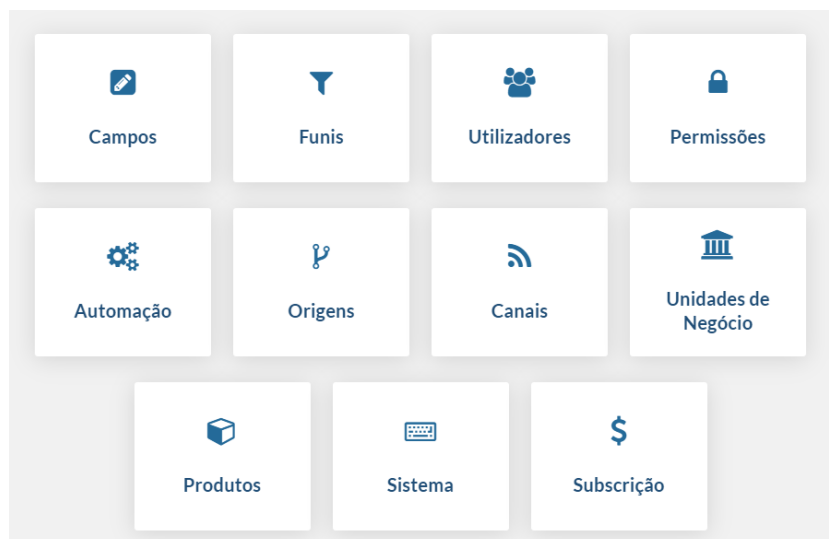 Campos
Funis
Utilizadores
Permissões
Automação
Origens
Canais
Unidades de
Negócio
Produtos
Sistema
Subscrição